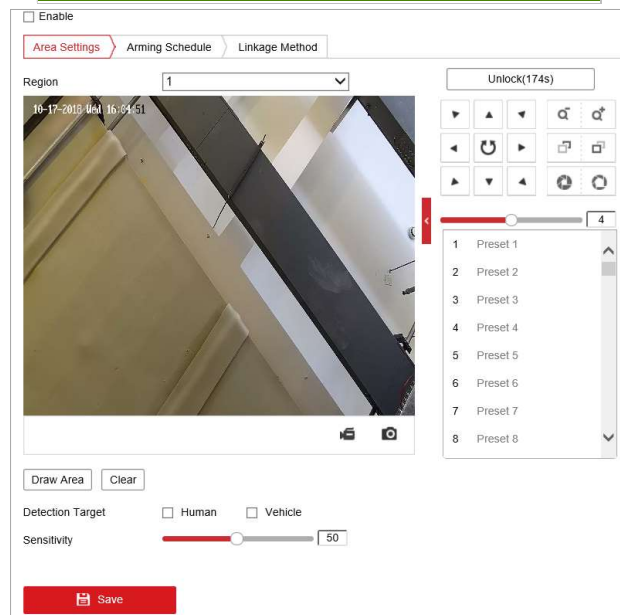 Enable
Area Settings Arming Schedule Linkage Method
Region 1
Unlock(174s)
10-17-2018 Wed 16:04:51
4
1 Preset 1
2 Preset 2
3 Preset 3
4 Preset 4
5 Preset 5
6 Preset 6
7 Preset 7
8 Preset 8
Draw Area Clear
Detection Target Human Vehicle
Sensitivity 50
Save